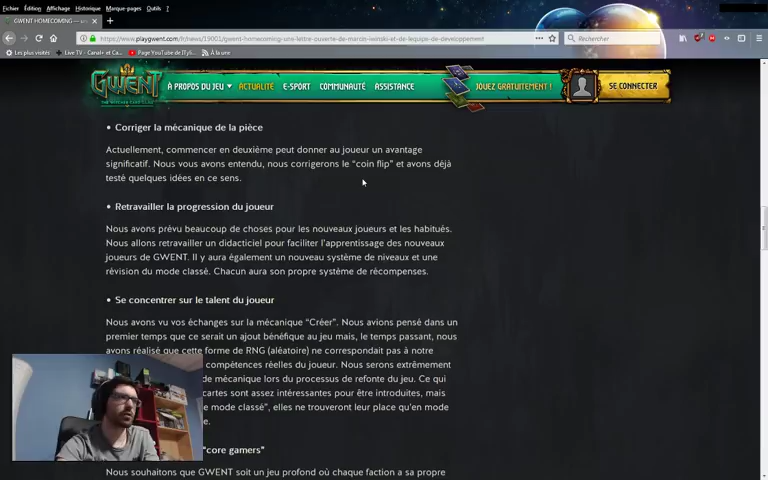 Fichier Édition Affichage Historique Marque-pages Outils ?
GWENT HOMECOMING —
https://www.playgwent.com/fr/news/19001/gwent-homecoming-une-lettre-ouverte-de-marcin-iwinski-et-de-lequipe-de-developpement
Rechercher
Les plus visités Live TV – Canal+ et Ca... Page YouTube de iTySl... À la une
GWENT
THE WITCHER CARD GAME
À PROPOS DU JEU ACTUALITÉ E-SPORT COMMUNAUTÉ ASSISTANCE JOUEZ GRATUITEMENT ! SE CONNECTER
• Corriger la mécanique de la pièce
Actuellement, commencer en deuxième peut donner au joueur un avantage
significatif. Nous vous avons entendu, nous corrigerons le "coin flip" et avons déjà
testé quelques idées en ce sens.
• Retravailler la progression du joueur
Nous avons prévu beaucoup de choses pour les nouveaux joueurs et les habitués.
Nous allons retravailler un didacticiel pour faciliter l'apprentissage des nouveaux
joueurs de GWENT. Il y aura également un nouveau système de niveaux et une
révision du mode classé. Chacun aura son propre système de récompenses.
• Se concentrer sur le talent du joueur
Nous avons vu vos échanges sur la mécanique "Créer". Nous avions pensé dans un
premier temps que ce serait un ajout bénéfique au jeu mais, le temps passant, nous
avons réalisé que cette forme de RNG (aléatoire) ne correspondait pas à notre
compétences réelles du joueur. Nous serons extrêmement
de mécanique lors du processus de refonte du jeu. Ce qui
cartes sont assez intéressantes pour être introduites, mais
e mode classé", elles ne trouveront leur place qu'en mode
e.
"core gamers"
Nous souhaitons que GWENT soit un jeu profond où chaque faction a sa propre